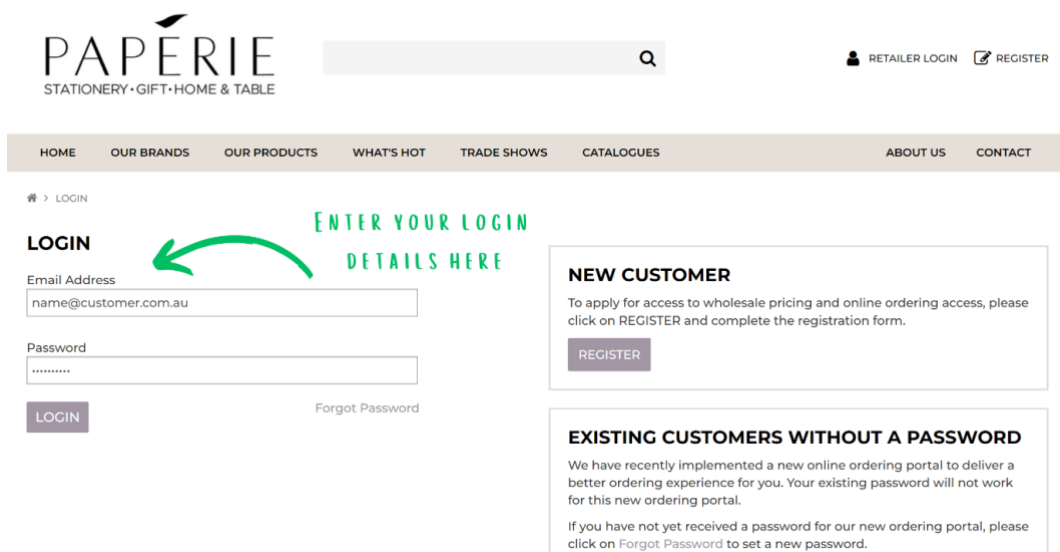 PAPÉRIE
STATIONERY•GIFT•HOME & TABLE
RETAILER LOGIN
REGISTER
HOME OUR BRANDS OUR PRODUCTS WHAT'S HOT TRADE SHOWS CATALOGUES ABOUT US CONTACT
> LOGIN
ENTER YOUR LOGIN
DETAILS HERE
LOGIN
Email Address
name@customer.com.au
Password
..........
LOGIN
Forgot Password
NEW CUSTOMER
To apply for access to wholesale pricing and online ordering access, please
click on REGISTER and complete the registration form.
REGISTER
EXISTING CUSTOMERS WITHOUT A PASSWORD
We have recently implemented a new online ordering portal to deliver a
better ordering experience for you. Your existing password will not work
for this new ordering portal.
If you have not yet received a password for our new ordering portal, please
click on Forgot Password to set a new password.